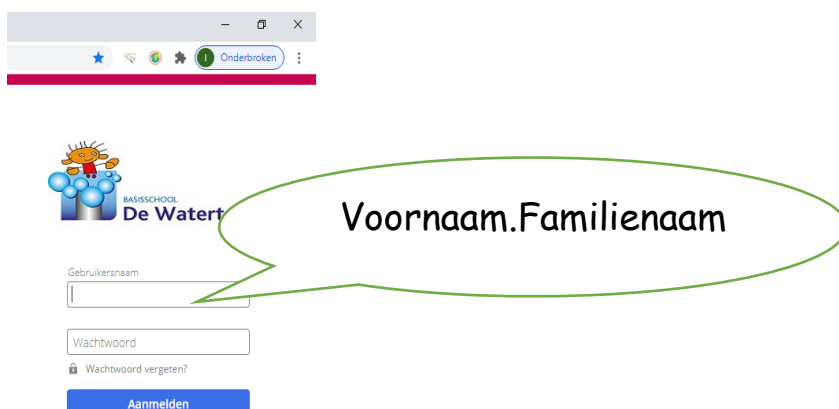 Onderbroken
BASISSCHOOL
De Watert
Voornaam.Familienaam
Gebruikersnaam
Wachtwoord
Wachtwoord vergeten?
Aanmelden